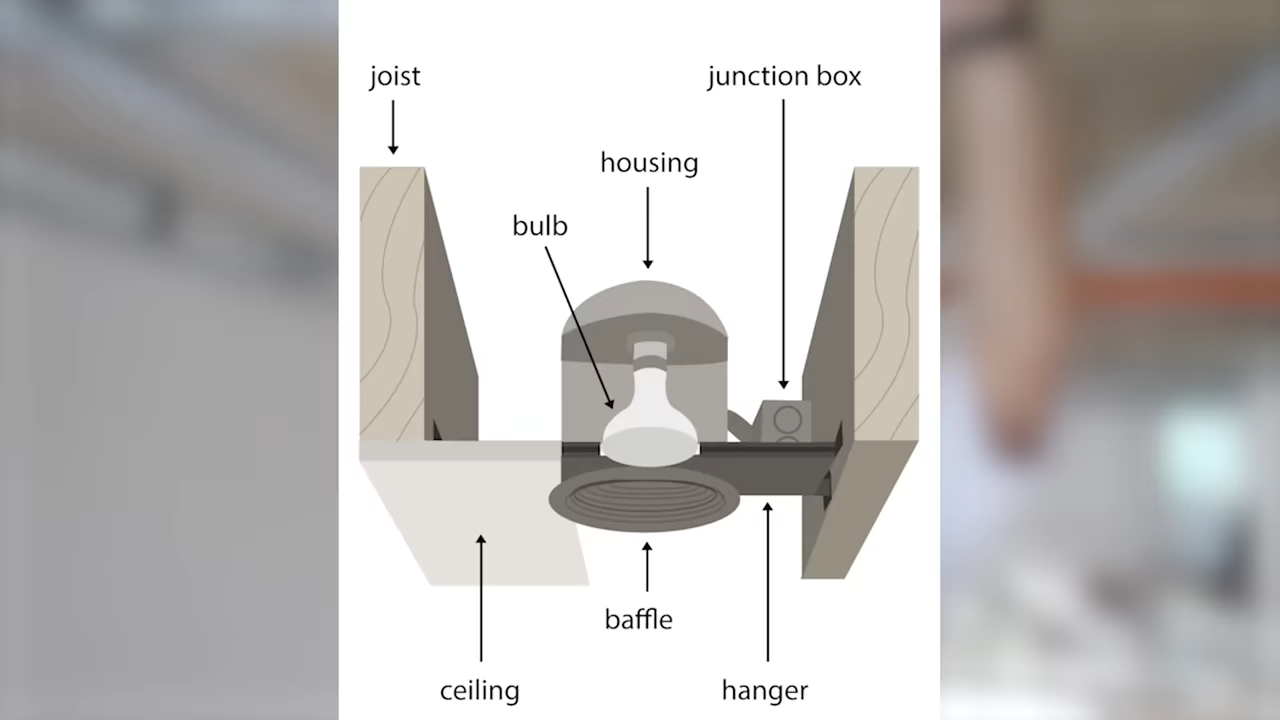 joist
junction box
housing
bulb
baffle
ceiling
hanger